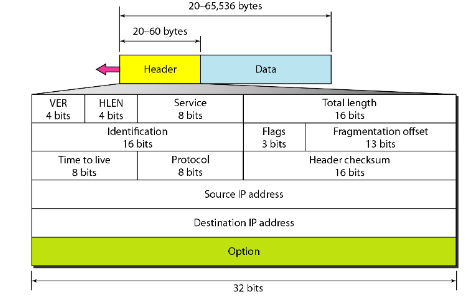 20–65,536 bytes
20–60 bytes
Header Data
VER HLEN Service Total length
4 bits 4 bits 8 bits 16 bits
Identification Flags Fragmentation offset
16 bits 3 bits 13 bits
Time to live Protocol Header checksum
8 bits 8 bits 16 bits
Source IP address
Destination IP address
Option
32 bits